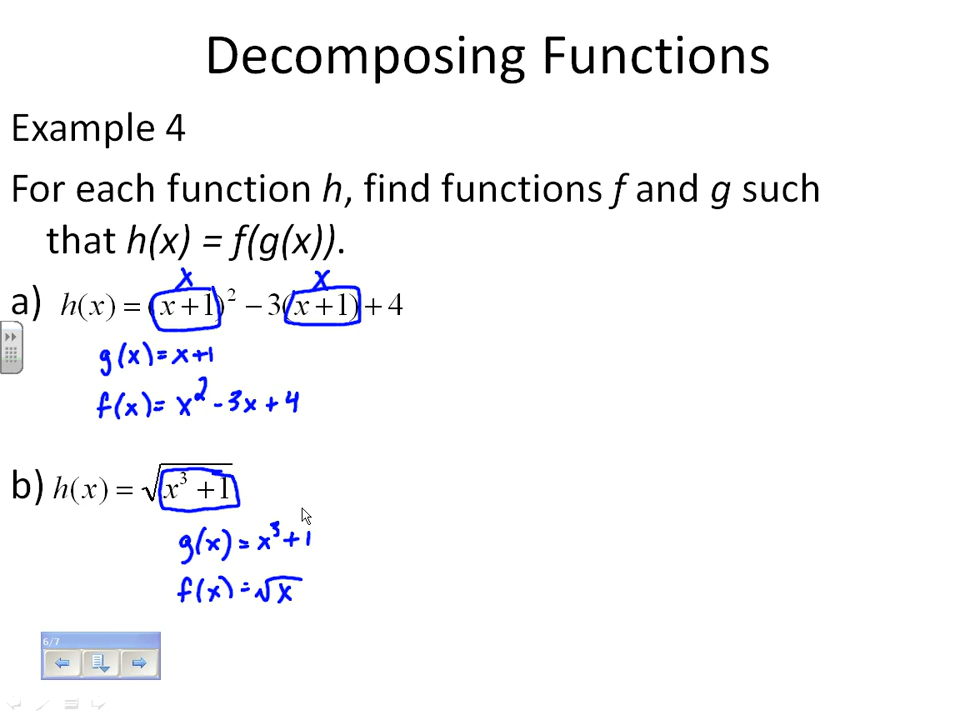 Decomposing Functions
Example 4
For each function h, find functions f and g such
that h(x) = f(g(x)).
x x
a) h(x) = (x+1)² − 3(x+1) + 4
g(x) = x+1
f(x) = x² - 3x + 4
b) h(x) = √(x³ + 1)
g(x) = x³ + 1
f(x) = √x
6/7